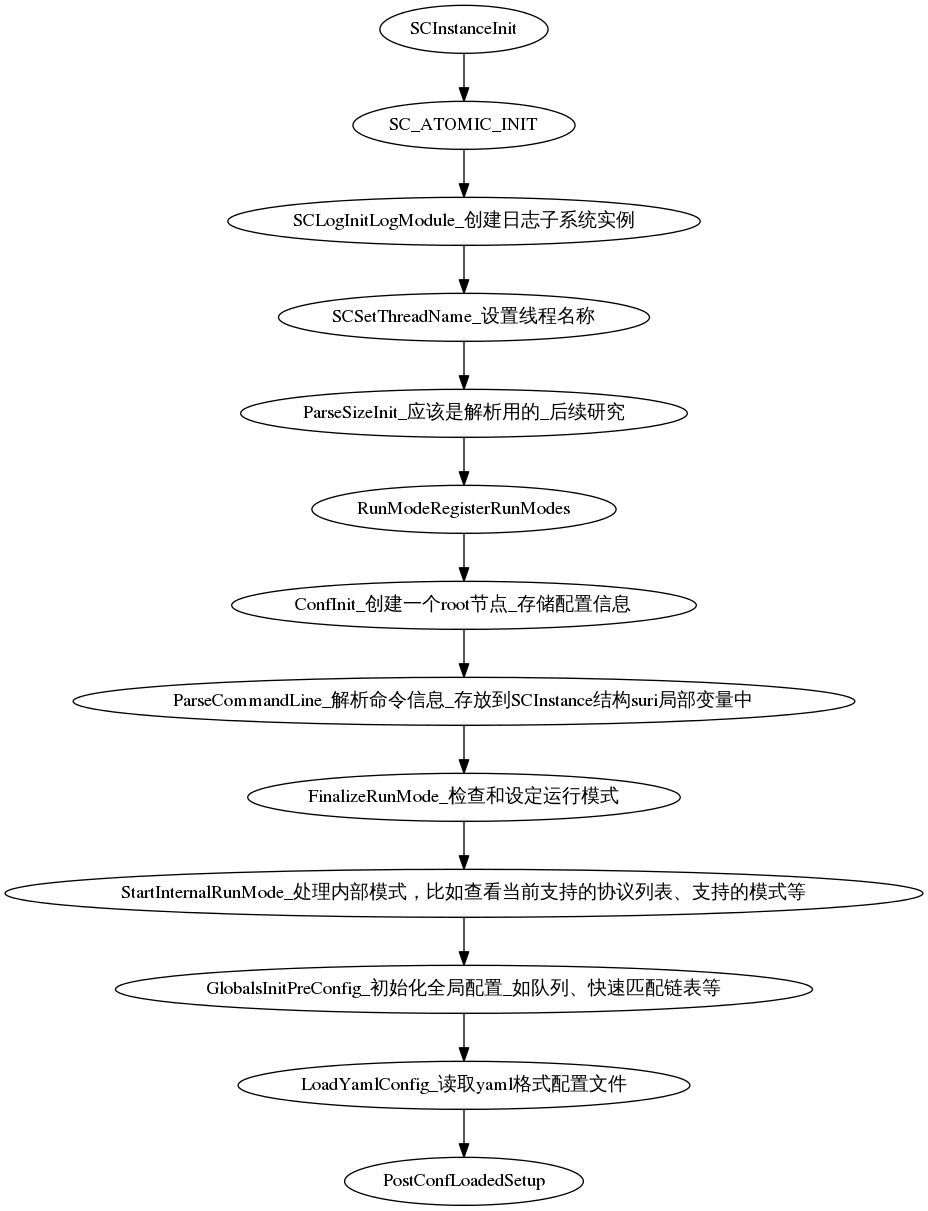 SCInstanceInit
SC_ATOMIC_INIT
SCLogInitLogModule_创建日志子系统实例
SCSetThreadName_设置线程名称
ParseSizeInit_应该是解析用的_后续研究
RunModeRegisterRunModes
ConfInit_创建一个root节点_存储配置信息
ParseCommandLine_解析命令信息_存放到SCInstance结构suri局部变量中
FinalizeRunMode_检查和设定运行模式
StartInternalRunMode_处理内部模式，比如查看当前支持的协议列表、支持的模式等
GlobalsInitPreConfig_初始化全局配置_如队列、快速匹配链表等
LoadYamlConfig_读取yaml格式配置文件
PostConfLoadedSetup